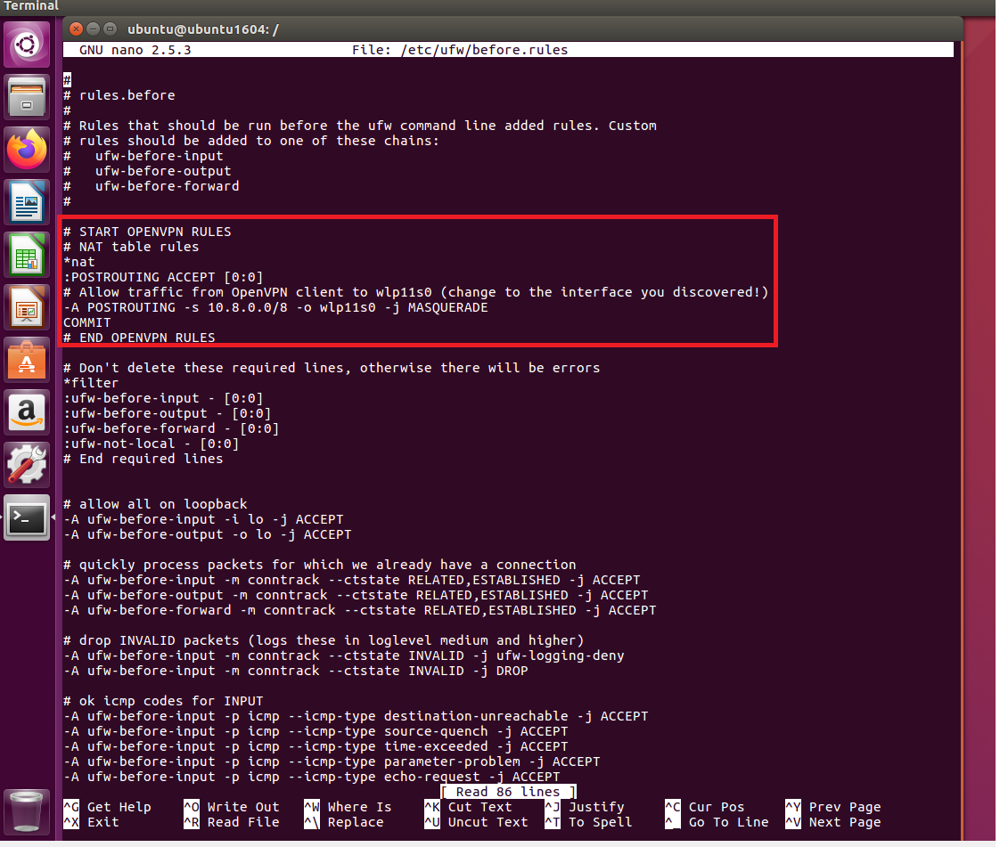 Terminal
ubuntu@ubuntu1604: /
GNU nano 2.5.3 File: /etc/ufw/before.rules
#
# rules.before
#
# Rules that should be run before the ufw command line added rules. Custom
# rules should be added to one of these chains:
#   ufw-before-input
#   ufw-before-output
#   ufw-before-forward
#
# START OPENVPN RULES
# NAT table rules
*nat
:POSTROUTING ACCEPT [0:0]
# Allow traffic from OpenVPN client to wlp11s0 (change to the interface you discovered!)
-A POSTROUTING -s 10.8.0.0/8 -o wlp11s0 -j MASQUERADE
COMMIT
# END OPENVPN RULES
# Don't delete these required lines, otherwise there will be errors
*filter
:ufw-before-input - [0:0]
:ufw-before-output - [0:0]
:ufw-before-forward - [0:0]
:ufw-not-local - [0:0]
# End required lines
# allow all on loopback
-A ufw-before-input -i lo -j ACCEPT
-A ufw-before-output -o lo -j ACCEPT
# quickly process packets for which we already have a connection
-A ufw-before-input -m conntrack --ctstate RELATED,ESTABLISHED -j ACCEPT
-A ufw-before-output -m conntrack --ctstate RELATED,ESTABLISHED -j ACCEPT
-A ufw-before-forward -m conntrack --ctstate RELATED,ESTABLISHED -j ACCEPT
# drop INVALID packets (logs these in loglevel medium and higher)
-A ufw-before-input -m conntrack --ctstate INVALID -j ufw-logging-deny
-A ufw-before-input -m conntrack --ctstate INVALID -j DROP
# ok icmp codes for INPUT
-A ufw-before-input -p icmp --icmp-type destination-unreachable -j ACCEPT
-A ufw-before-input -p icmp --icmp-type source-quench -j ACCEPT
-A ufw-before-input -p icmp --icmp-type time-exceeded -j ACCEPT
-A ufw-before-input -p icmp --icmp-type parameter-problem -j ACCEPT
-A ufw-before-input -p icmp --icmp-type echo-request -j ACCEPT
[ Read 86 lines ]
^G Get Help ^O Write Out ^W Where Is ^K Cut Text ^J Justify ^C Cur Pos ^Y Prev Page
^X Exit ^R Read File ^\ Replace ^U Uncut Text ^T To Spell ^_ Go To Line ^V Next Page